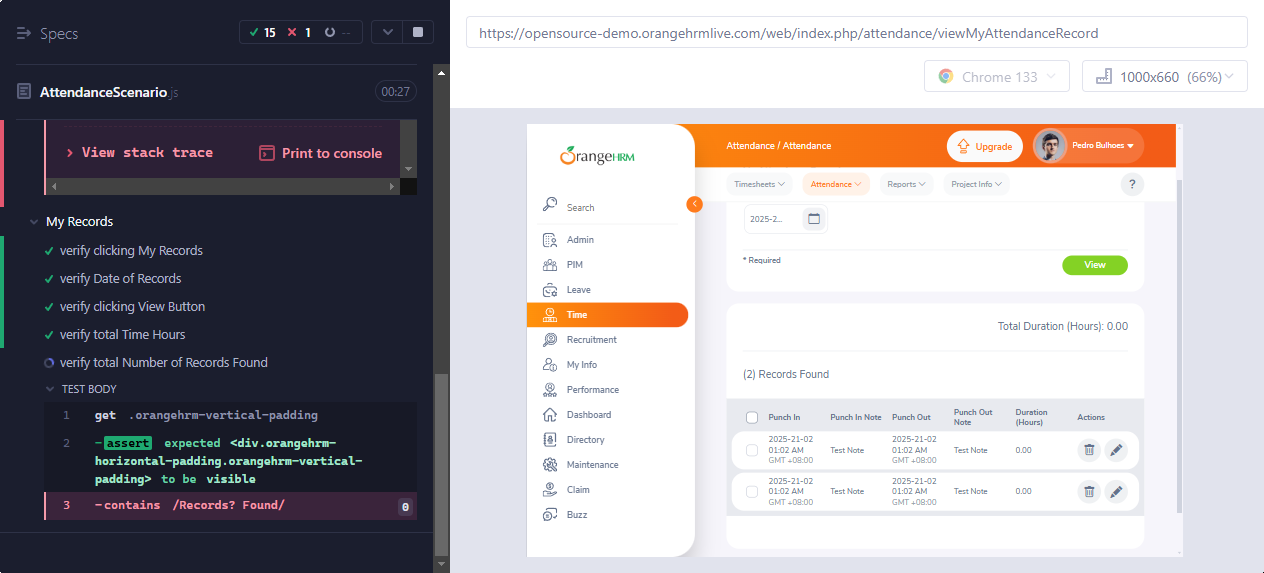 Specs
15
1
--
AttendanceScenario.js
00:27
View stack trace
Print to console
My Records
verify clicking My Records
verify Date of Records
verify clicking View Button
verify total Time Hours
verify total Number of Records Found
TEST BODY
1 get .orangehrm-vertical-padding
2 -assert expected <div.orangehrm-
horizontal-padding.orangehrm-vertical-
padding> to be visible
3 -contains /Records? Found/ 0
https://opensource-demo.orangehrmlive.com/web/index.php/attendance/viewMyAttendanceRecord
Chrome 133
1000x660 (66%)
OrangeHRM
Search
Admin
PIM
Leave
Time
Recruitment
My Info
Performance
Dashboard
Directory
Maintenance
Claim
Buzz
Attendance / Attendance
Upgrade
Pedro Bulhoes
Timesheets
Attendance
Reports
Project Info
?
2025-2...
* Required
View
Total Duration (Hours): 0.00
(2) Records Found
Punch In
Punch In Note
Punch Out
Punch Out
Note
Duration
(Hours)
Actions
2025-21-02
01:02 AM
GMT +08:00
Test Note
2025-21-02
01:02 AM
GMT +08:00
Test Note
0.00
2025-21-02
01:02 AM
GMT +08:00
Test Note
2025-21-02
01:02 AM
GMT +08:00
Test Note
0.00